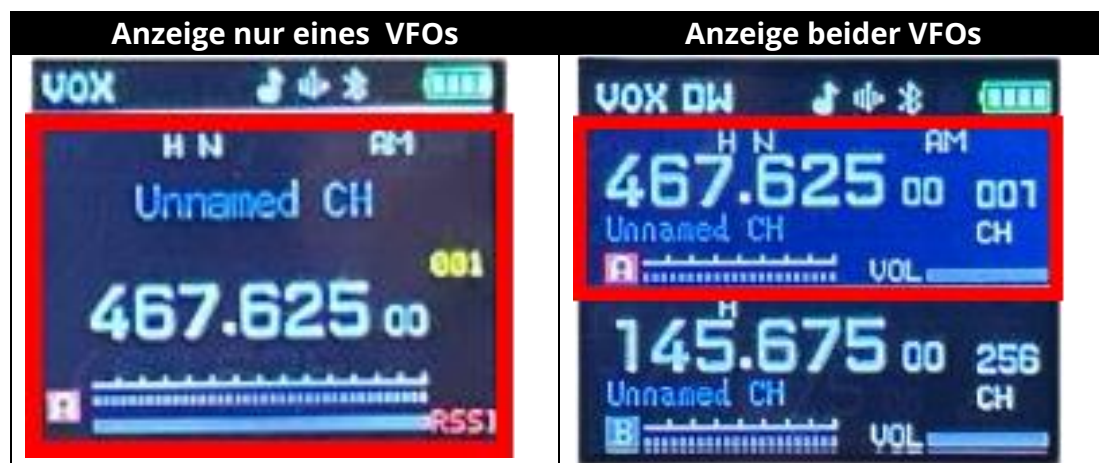 Anzeige nur eines VFOs
VOX
H N AM
Unnamed CH
001
467.625 00
A
RSSI
Anzeige beider VFOs
VOX DW
H N AM
467.625 00 001
Unnamed CH CH
A VOL
H
145.675 00 256
Unnamed CH CH
B VOL